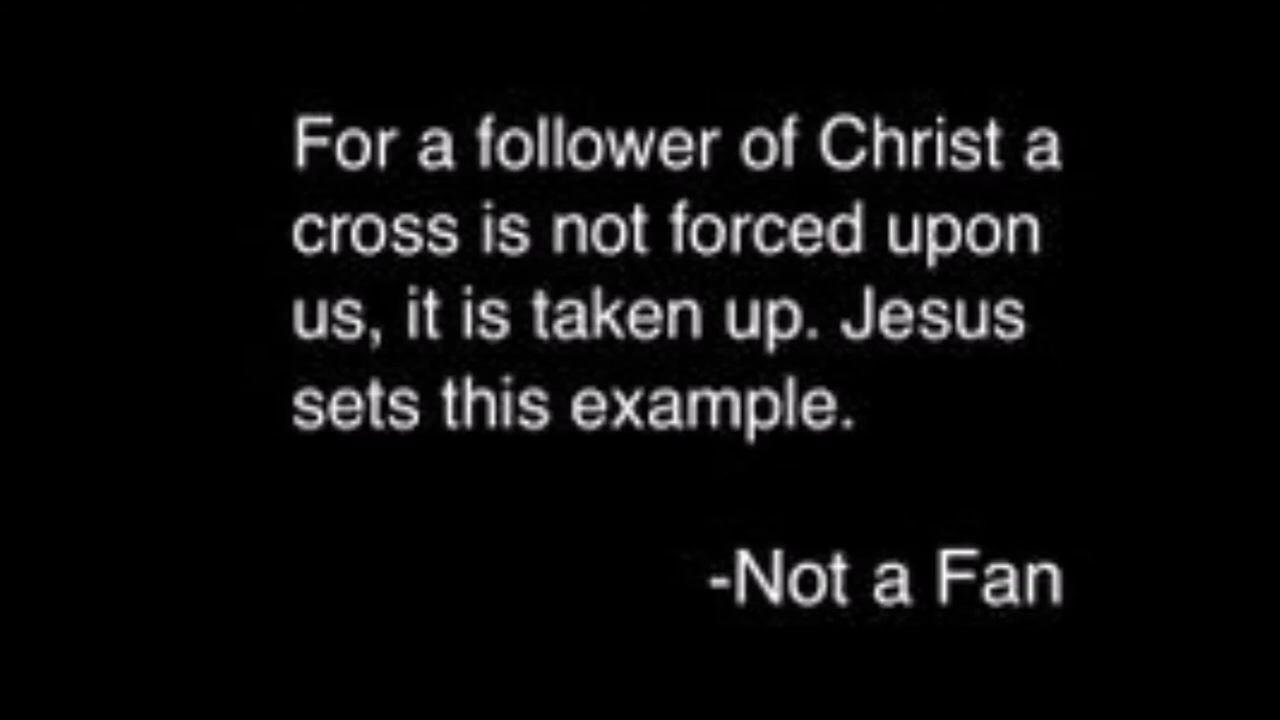 For a follower of Christ a
cross is not forced upon
us, it is taken up. Jesus
sets this example.
-Not a Fan